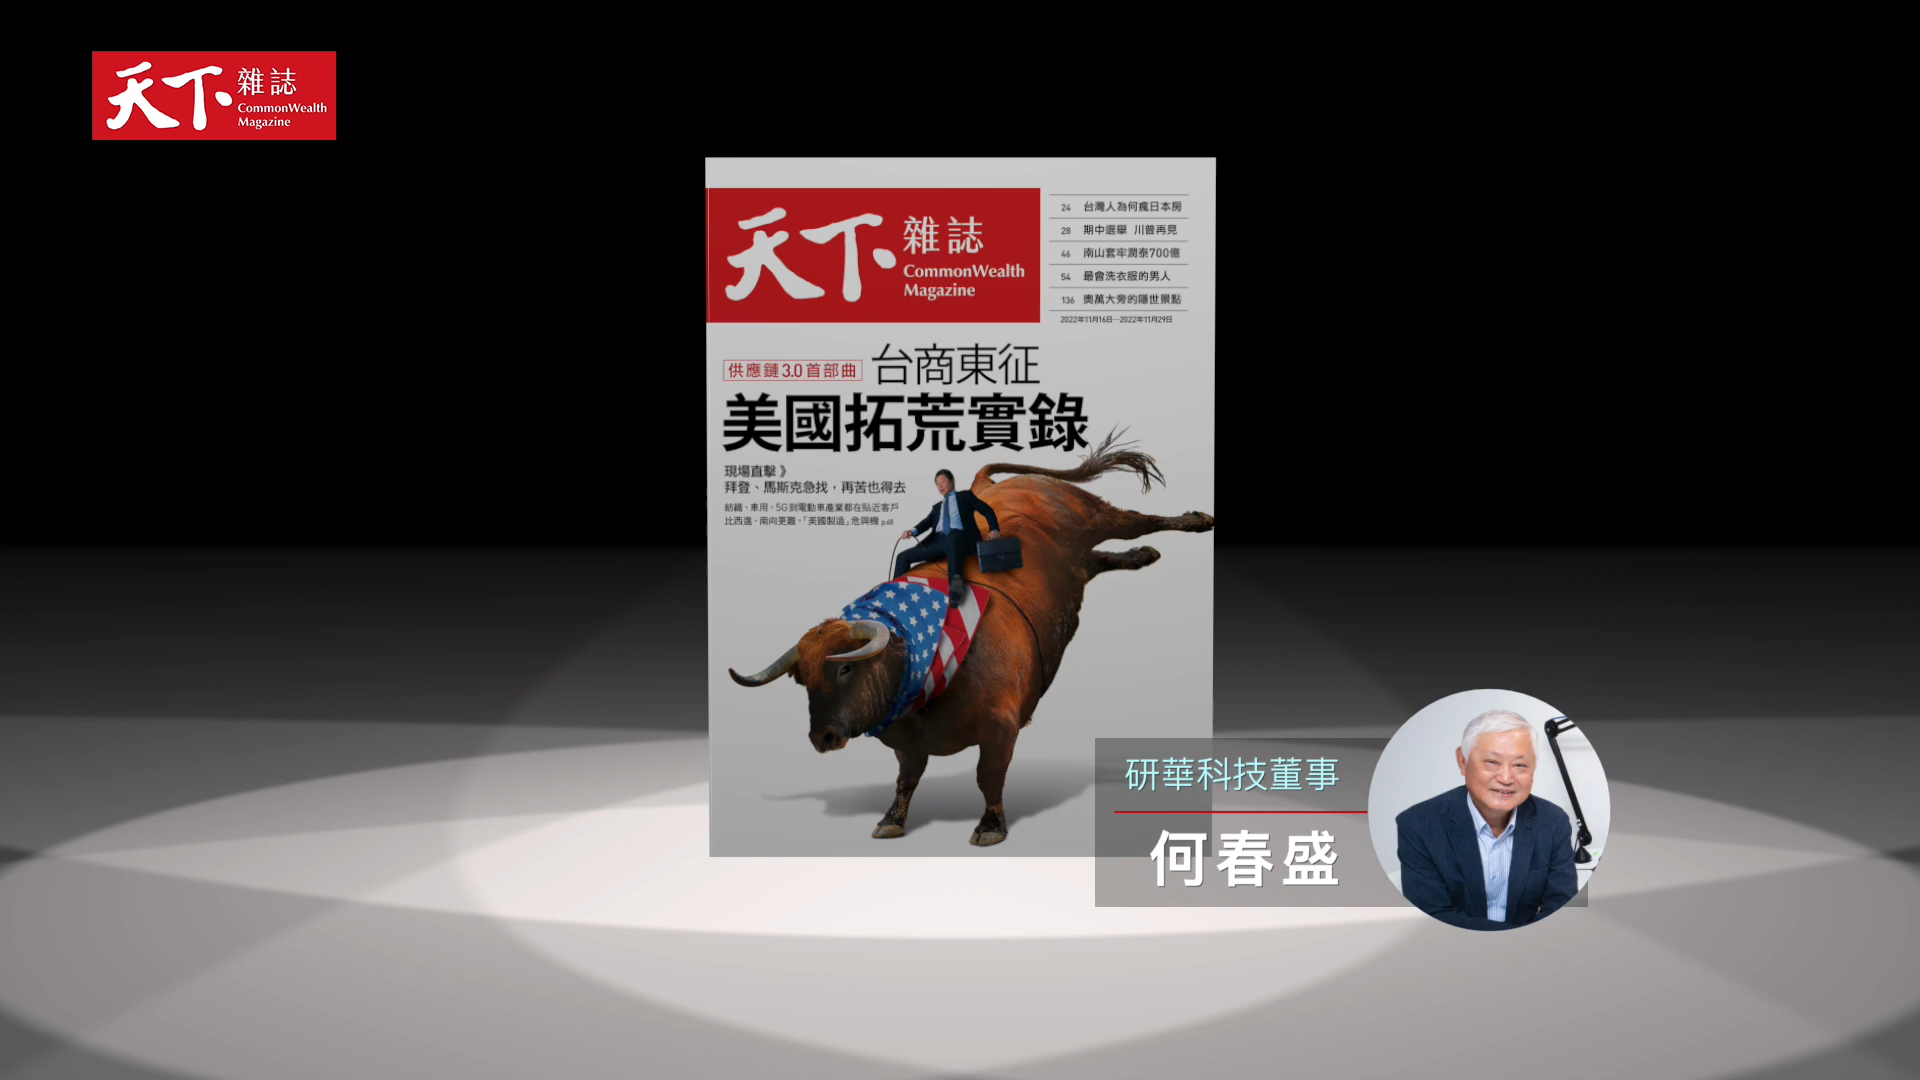 天下雜誌
CommonWealth
Magazine
天下雜誌
CommonWealth
Magazine
24 台灣人為何瘋日本房
28 期中選舉 川普再見
46 南山套牢潤泰700億
54 最會洗衣服的男人
136 奧萬大旁的隱世景點
2022年11月16日—2022年11月29日
供應鏈3.0首部曲 台商東征
美國拓荒實錄
現場直擊》
拜登、馬斯克急找，再苦也得去
紡織、車用、5G到電動車產業都在貼近客戶
比西進、南向更難，「美國製造」危與機 p.68
研華科技董事
何春盛